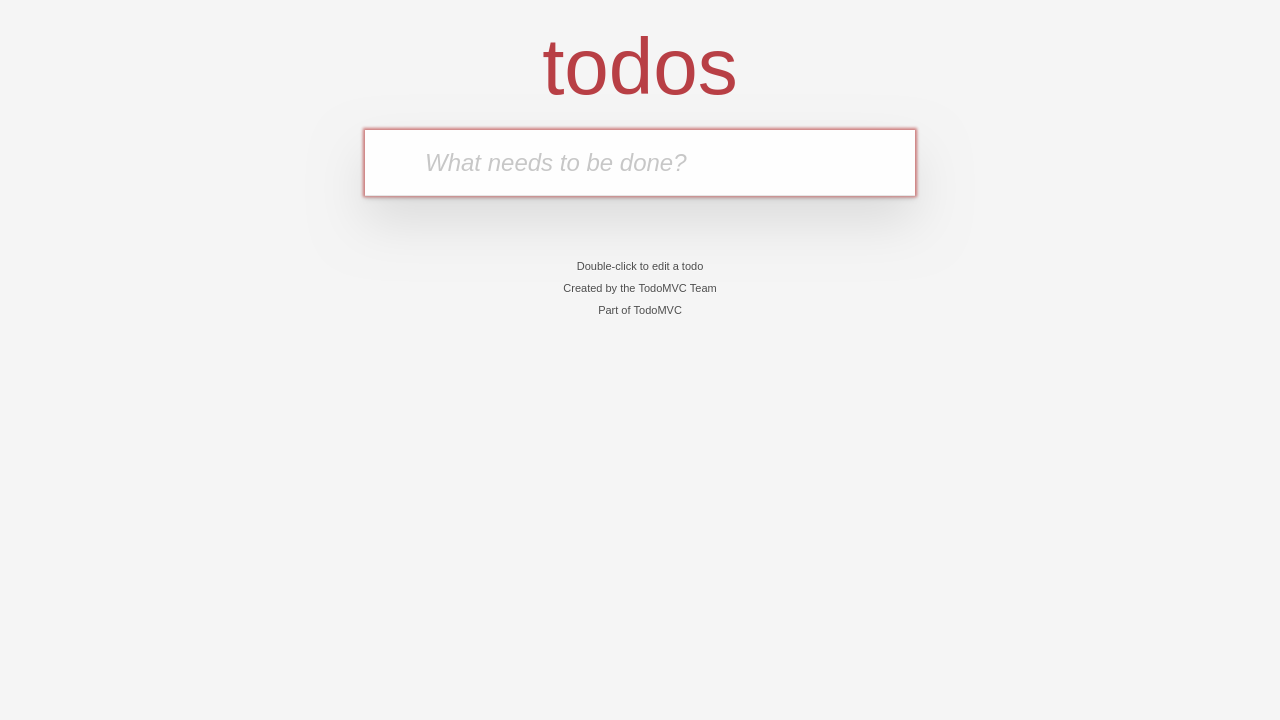 todos
What needs to be done?
Double-click to edit a todo
Created by the TodoMVC Team
Part of TodoMVC